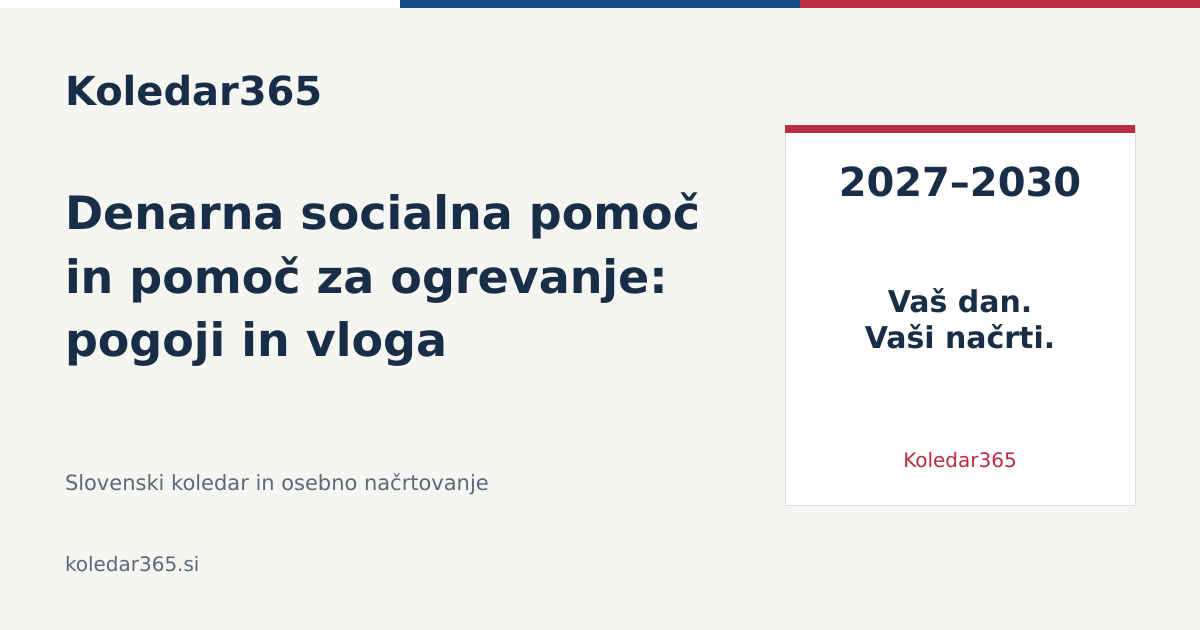 Koledar365
Denarna socialna pomoč
in pomoč za ogrevanje:
pogoji in vloga
Slovenski koledar in osebno načrtovanje
koledar365.si
2027–2030
Vaš dan.
Vaši načrti.
Koledar365